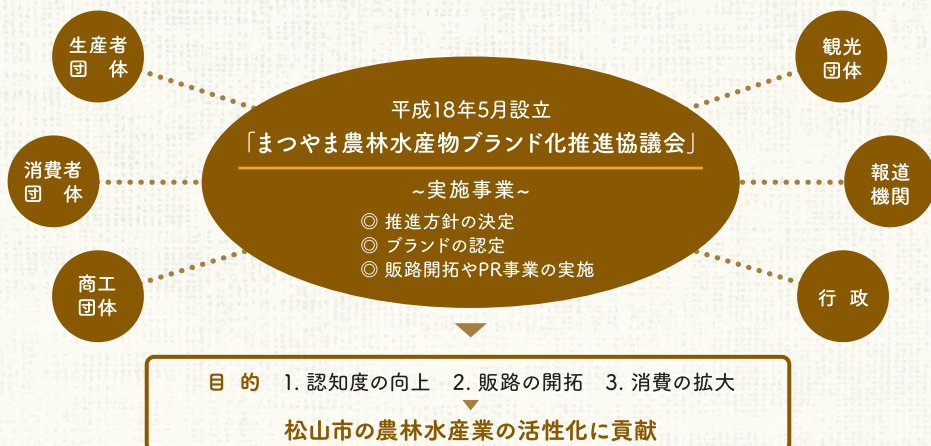 生産者
団　体
消費者
団　体
商工
団体
平成18年5月設立
「まつやま農林水産物ブランド化推進協議会」
~実施事業~
◎ 推進方針の決定
◎ ブランドの認定
◎ 販路開拓やPR事業の実施
観光
団体
報道
機関
行 政
目 的　1. 認知度の向上　2. 販路の開拓　3. 消費の拡大
松山市の農林水産業の活性化に貢献